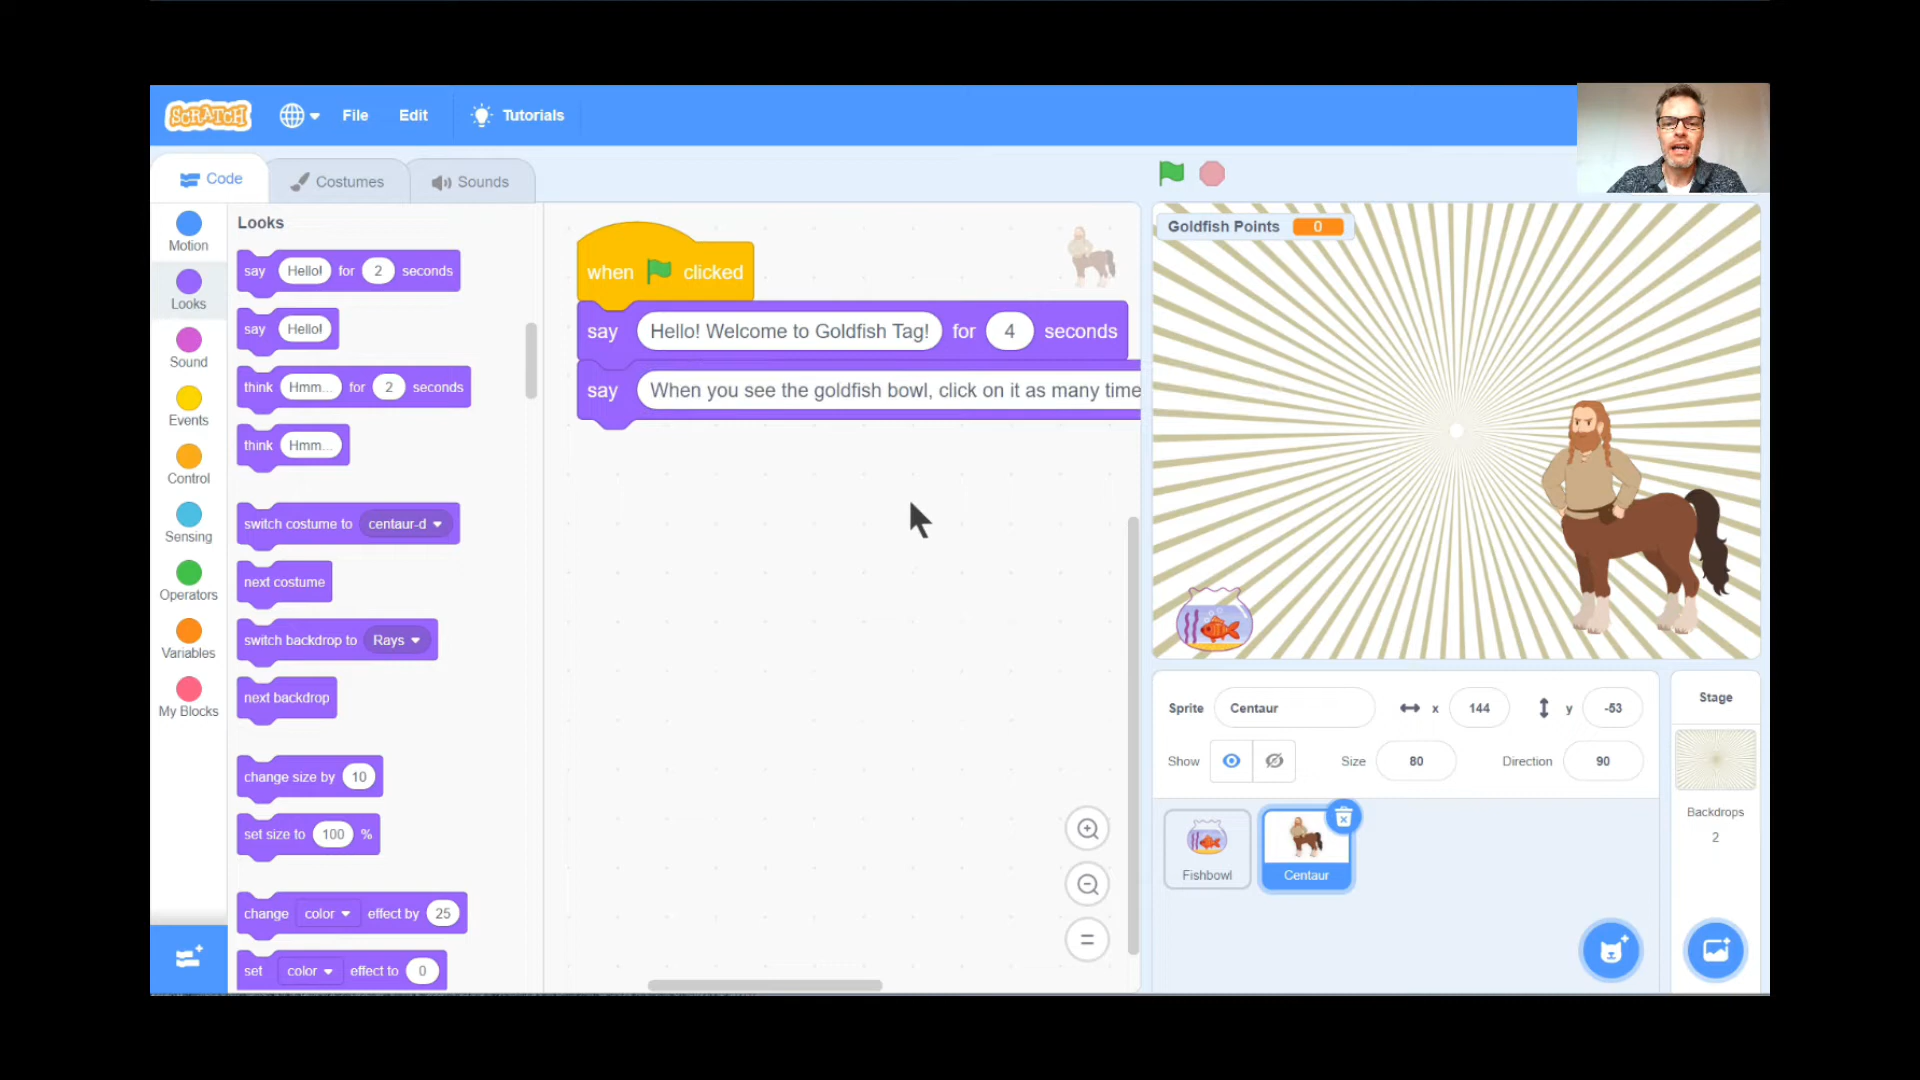 SCRATCH File Edit Tutorials
Code Costumes Sounds
Motion
Looks
Sound
Events
Control
Sensing
Operators
Variables
My Blocks
Looks
say Hello! for 2 seconds
say Hello!
think Hmm... for 2 seconds
think Hmm...
switch costume to centaur-d
next costume
switch backdrop to Rays
next backdrop
change size by 10
set size to 100 %
change color effect by 25
set color effect to 0
when clicked
say Hello! Welcome to Goldfish Tag! for 4 seconds
say When you see the goldfish bowl, click on it as many time
Goldfish Points 0
Sprite Centaur x 144 y -53
Show Size 80 Direction 90
Fishbowl
Centaur
Stage
Backdrops
2